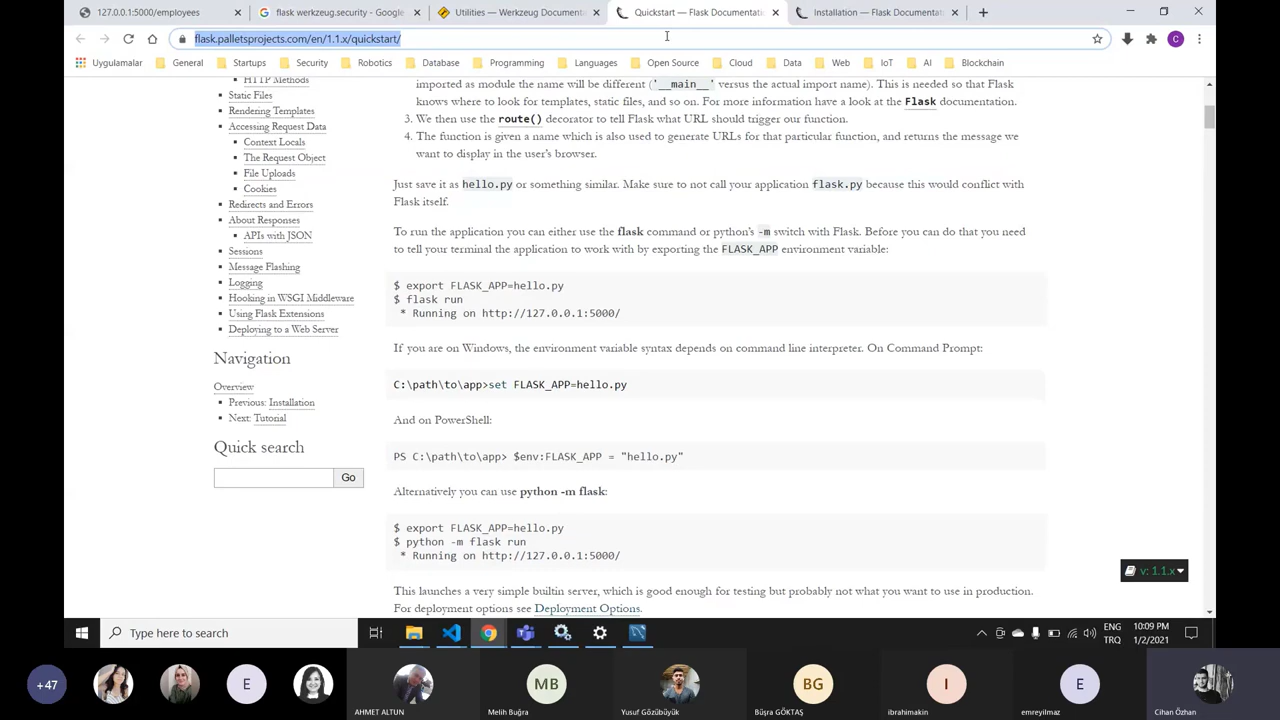 127.0.0.1:5000/employees
flask werkzeug.security - Google
Utilities — Werkzeug Documentati
Quickstart — Flask Documentatio
Installation — Flask Documentatio
flask.palletsprojects.com/en/1.1.x/quickstart/
C
Uygulamalar
General
Startups
Security
Robotics
Database
Programming
Languages
Open Source
Cloud
Data
Web
IoT
AI
Blockchain
HTTP Methods
Static Files
Rendering Templates
Accessing Request Data
Context Locals
The Request Object
File Uploads
Cookies
Redirects and Errors
About Responses
APIs with JSON
Sessions
Message Flashing
Logging
Hooking in WSGI Middleware
Using Flask Extensions
Deploying to a Web Server
Navigation
Overview
Previous: Installation
Next: Tutorial
Quick search
Go
imported as module the name will be different ('__main__' versus the actual import name). This is needed so that Flask
knows where to look for templates, static files, and so on. For more information have a look at the Flask documentation.
3. We then use the route() decorator to tell Flask what URL should trigger our function.
4. The function is given a name which is also used to generate URLs for that particular function, and returns the message we
want to display in the user's browser.
Just save it as hello.py or something similar. Make sure to not call your application flask.py because this would conflict with
Flask itself.
To run the application you can either use the flask command or python's -m switch with Flask. Before you can do that you need
to tell your terminal the application to work with by exporting the FLASK_APP environment variable:
$ export FLASK_APP=hello.py
$ flask run
* Running on http://127.0.0.1:5000/
If you are on Windows, the environment variable syntax depends on command line interpreter. On Command Prompt:
C:\path\to\app>set FLASK_APP=hello.py
And on PowerShell:
PS C:\path\to\app> $env:FLASK_APP = "hello.py"
Alternatively you can use python -m flask:
$ export FLASK_APP=hello.py
$ python -m flask run
* Running on http://127.0.0.1:5000/
This launches a very simple builtin server, which is good enough for testing but probably not what you want to use in production.
For deployment options see Deployment Options.
v: 1.1.x
Type here to search
ENG
TRQ
10:09 PM
1/2/2021
+47
E
AHMET ALTUN
MB
Melih Buğra
Yusuf Gözübüyük
BG
Büşra GÖKTAŞ
I
ibrahimakin
E
emreyilmaz
Cihan Özhan